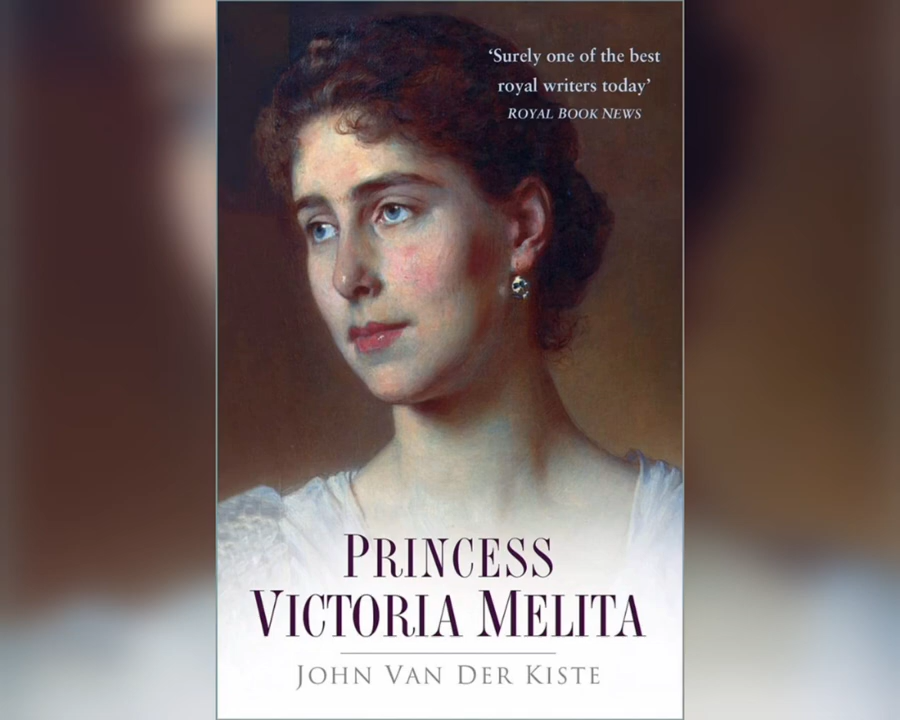 ‘Surely one of the best
royal writers today’
ROYAL BOOK NEWS
PRINCESS
VICTORIA MELITA
JOHN VAN DER KISTE